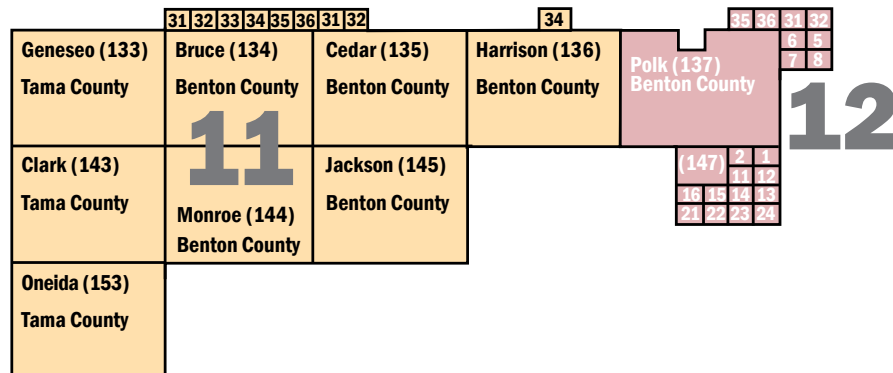 31 32 33 34 35 36 31 32
34
35 36 31 32
6 5
7 8
Geneseo (133)
Tama County
Bruce (134)
Benton County
Cedar (135)
Benton County
Harrison (136)
Benton County
Polk (137)
Benton County
11
12
Clark (143)
Tama County
Monroe (144)
Benton County
Jackson (145)
Benton County
(147)
2 1
11 12
16 15 14 13
21 22 23 24
Oneida (153)
Tama County